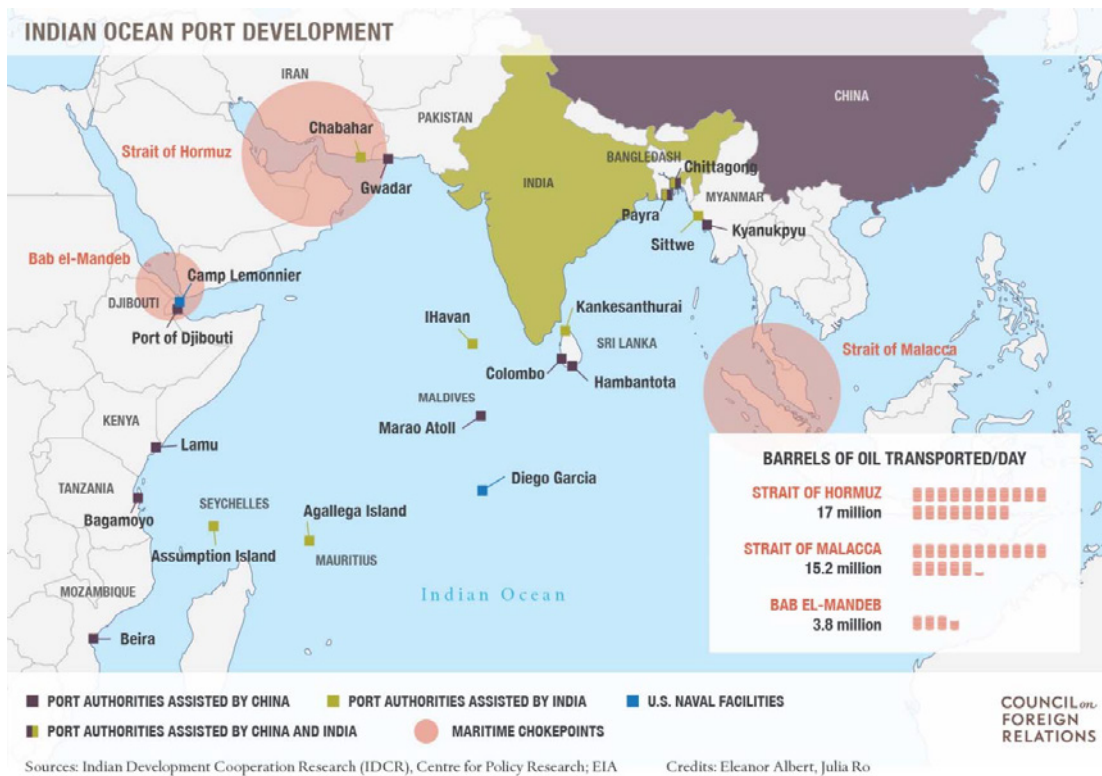 INDIAN OCEAN PORT DEVELOPMENT
IRAN
CHINA
PAKISTAN
Chabahar
Strait of Hormuz
BANGLEDASH
Chittagong
Gwadar
INDIA
MYANMAR
Payra
Kyanukpyu
Sittwe
Bab el-Mandeb
Camp Lemonnier
DJIBOUTI
Port of Djibouti
IHavan
Kankesanthurai
SRI LANKA
Strait of Malacca
Colombo
Hambantota
MALDIVES
Marao Atoll
KENYA
Lamu
Diego Garcia
TANZANIA
Bagamoyo
SEYCHELLES
Agallega Island
Assumption Island
MAURITIUS
MOZAMBIQUE
Indian Ocean
Beira
BARRELS OF OIL TRANSPORTED/DAY
STRAIT OF HORMUZ
17 million
STRAIT OF MALACCA
15.2 million
BAB EL-MANDEB
3.8 million
PORT AUTHORITIES ASSISTED BY CHINA
PORT AUTHORITIES ASSISTED BY INDIA
U.S. NAVAL FACILITIES
PORT AUTHORITIES ASSISTED BY CHINA AND INDIA
MARITIME CHOKEPOINTS
COUNCIL on
FOREIGN
RELATIONS
Sources: Indian Development Cooperation Research (IDCR), Centre for Policy Research; EIA
Credits: Eleanor Albert, Julia Ro